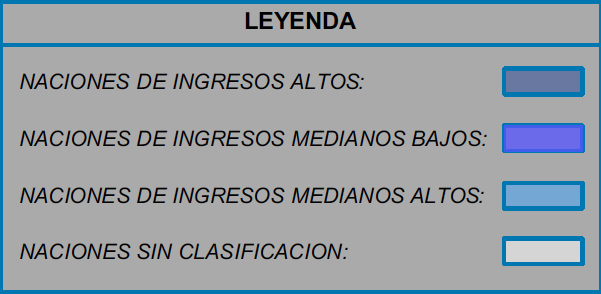 LEYENDA
NACIONES DE INGRESOS ALTOS:
NACIONES DE INGRESOS MEDIANOS BAJOS:
NACIONES DE INGRESOS MEDIANOS ALTOS:
NACIONES SIN CLASIFICACION: